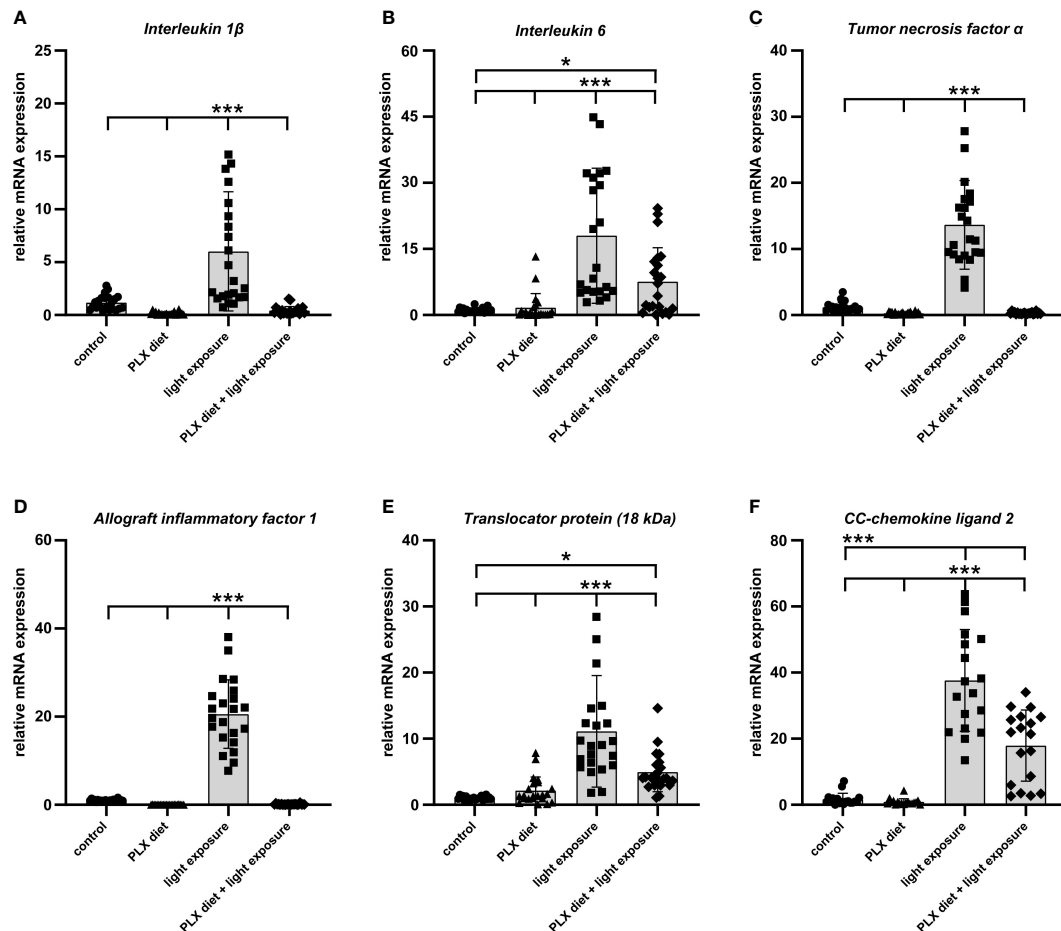 A
Interleukin 1β
relative mRNA expression
25
20
15
10
5
0
***
control
PLX diet
light exposure
PLX diet + light exposure
B
Interleukin 6
relative mRNA expression
60
45
30
15
0
*
***
control
PLX diet
light exposure
PLX diet + light exposure
C
Tumor necrosis factor α
relative mRNA expression
40
30
20
10
0
***
control
PLX diet
light exposure
PLX diet + light exposure
D
Allograft inflammatory factor 1
relative mRNA expression
60
40
20
0
***
control
PLX diet
light exposure
PLX diet + light exposure
E
Translocator protein (18 kDa)
relative mRNA expression
40
30
20
10
0
*
***
control
PLX diet
light exposure
PLX diet + light exposure
F
CC-chemokine ligand 2
relative mRNA expression
80
60
40
20
0
***
***
control
PLX diet
light exposure
PLX diet + light exposure